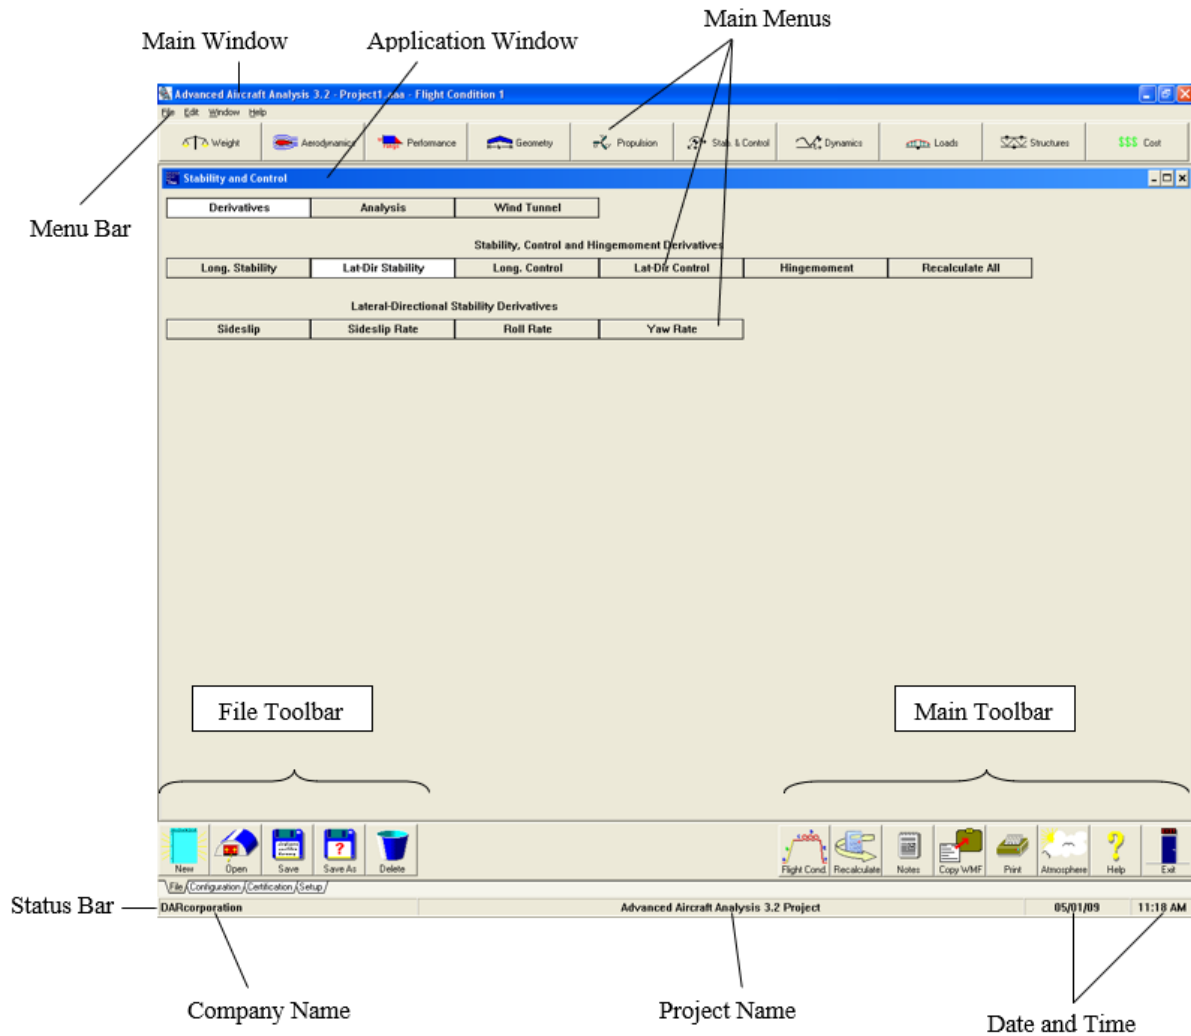 Main Menus
Main Window
Application Window
Advanced Aircraft Analysis 3.2 - Project1.aaa - Flight Condition 1
File Edit Window Help
Weight Aerodynamics Performance Geometry Propulsion Stab. & Control Dynamics Loads Structures $$$ Cost
Stability and Control
Menu Bar
Derivatives Analysis Wind Tunnel
Stability, Control and Hingemoment Derivatives
Long. Stability Lat-Dir Stability Long. Control Lat-Dir Control Hingemoment Recalculate All
Lateral-Directional Stability Derivatives
Sideslip Sideslip Rate Roll Rate Yaw Rate
File Toolbar Main Toolbar
New Open Save Save As Delete Flight Cond. Recalculate Notes Copy WMF Print Atmosphere Help Exit
File Configuration Certification Setup
Status Bar
DARcorporation Advanced Aircraft Analysis 3.2 Project 05/01/09 11:18 AM
Company Name Project Name Date and Time